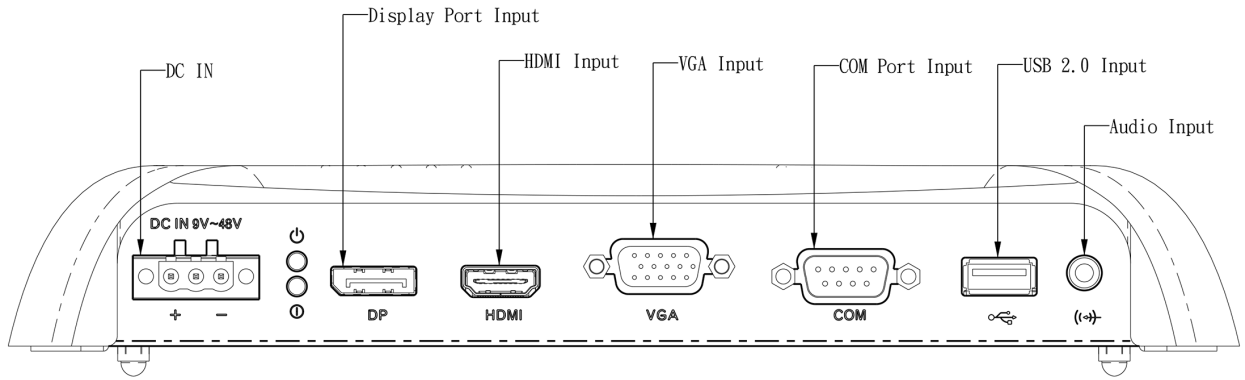 Display Port Input
HDMI Input
VGA Input
DC IN
COM Port Input
USB 2.0 Input
Audio Input
DC IN 9V~48V
+ −
DP
HDMI
VGA
COM